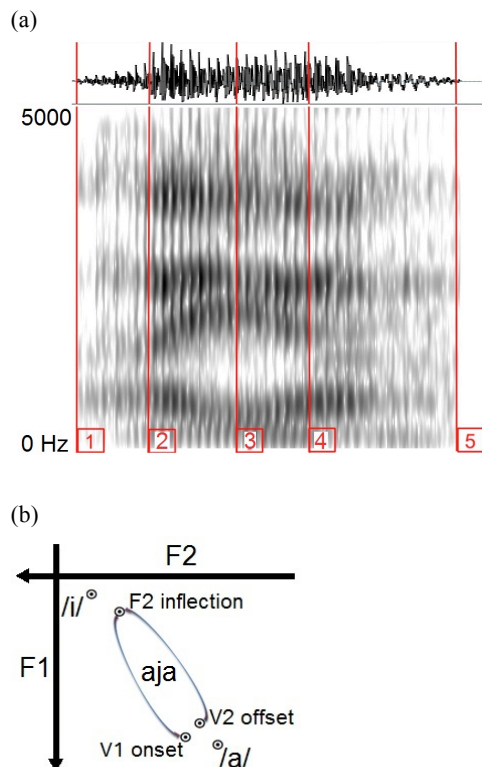 (a)
5000
0 Hz
1 2 3 4 5
(b)
F2
/i/ F2 inflection
F1
aja
V2 offset
V1 onset /a/